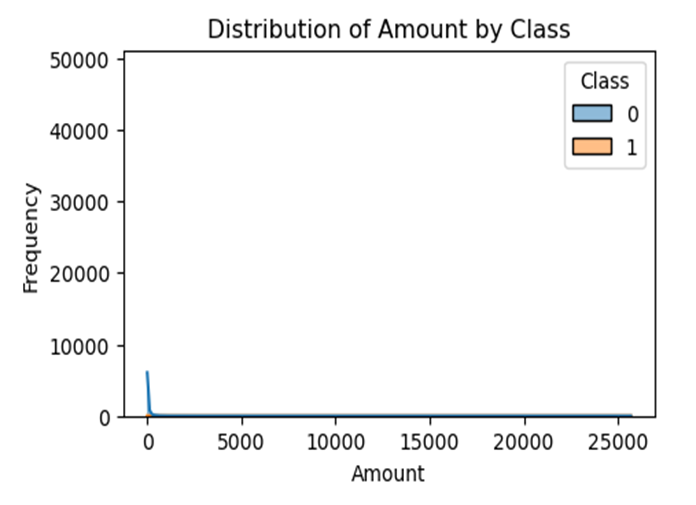 Distribution of Amount by Class
50000
40000
30000
20000
10000
0
Frequency
Class
0
1
0 5000 10000 15000 20000 25000
Amount